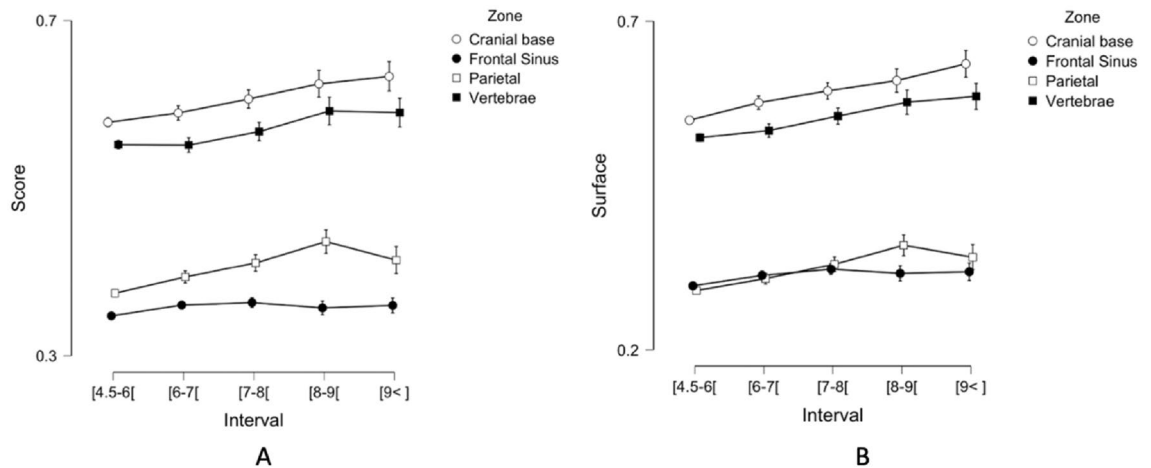 0.7
Score
0.3
[4.5-6[ [6-7[ [7-8[ [8-9[ [9< ]
Interval
Zone
Cranial base
Frontal Sinus
Parietal
Vertebrae
A
0.7
Surface
0.2
[4.5-6[ [6-7[ [7-8[ [8-9[ [9< ]
Interval
Zone
Cranial base
Frontal Sinus
Parietal
Vertebrae
B